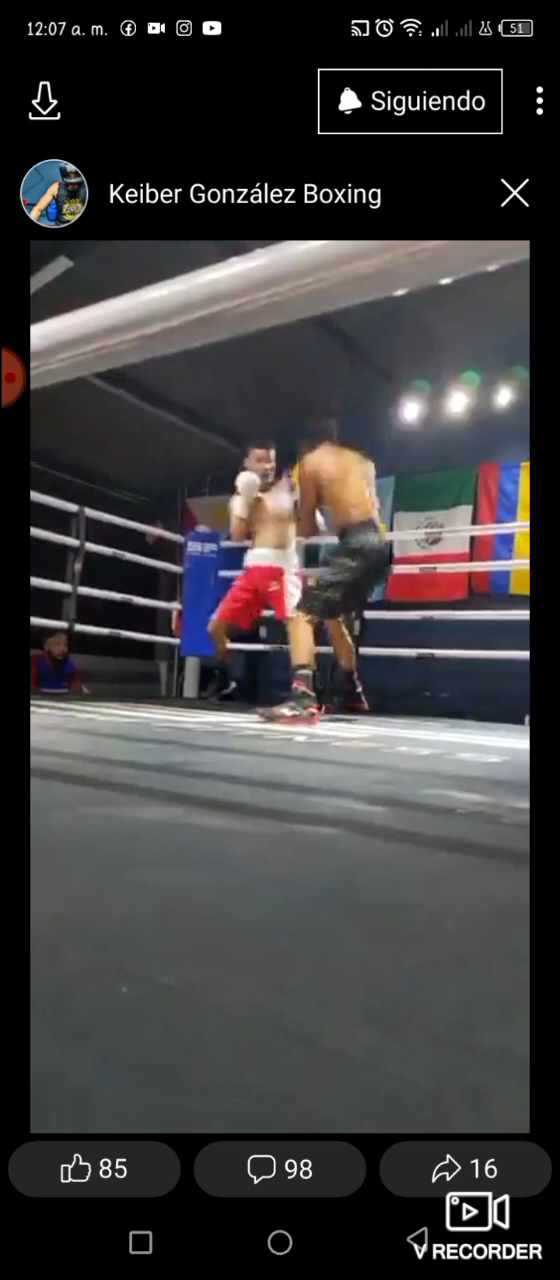 12:07 a. m.
51
Siguiendo
Keiber González Boxing
85
98
16
V RECORDER